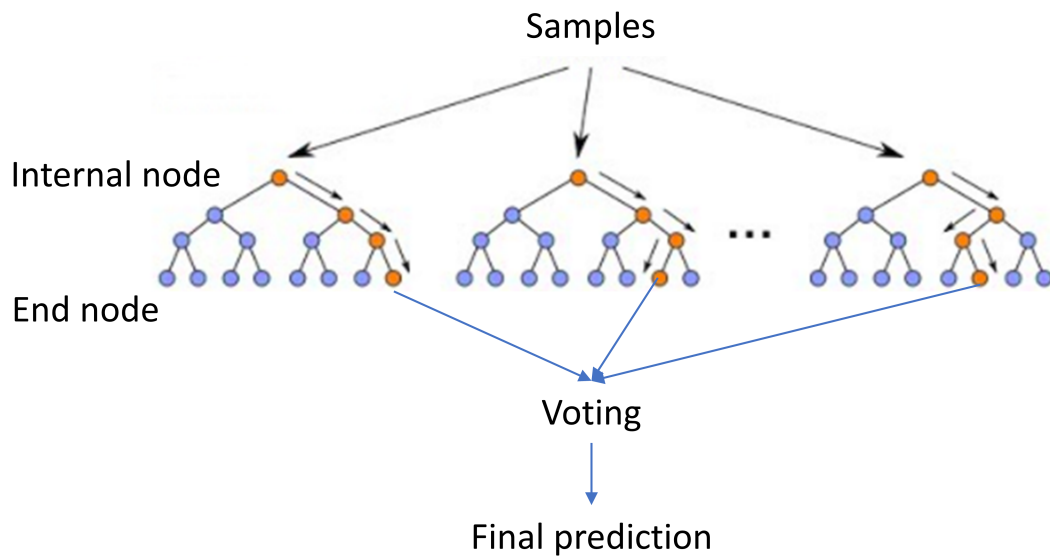 Samples
Internal node
...
End node
Voting
Final prediction